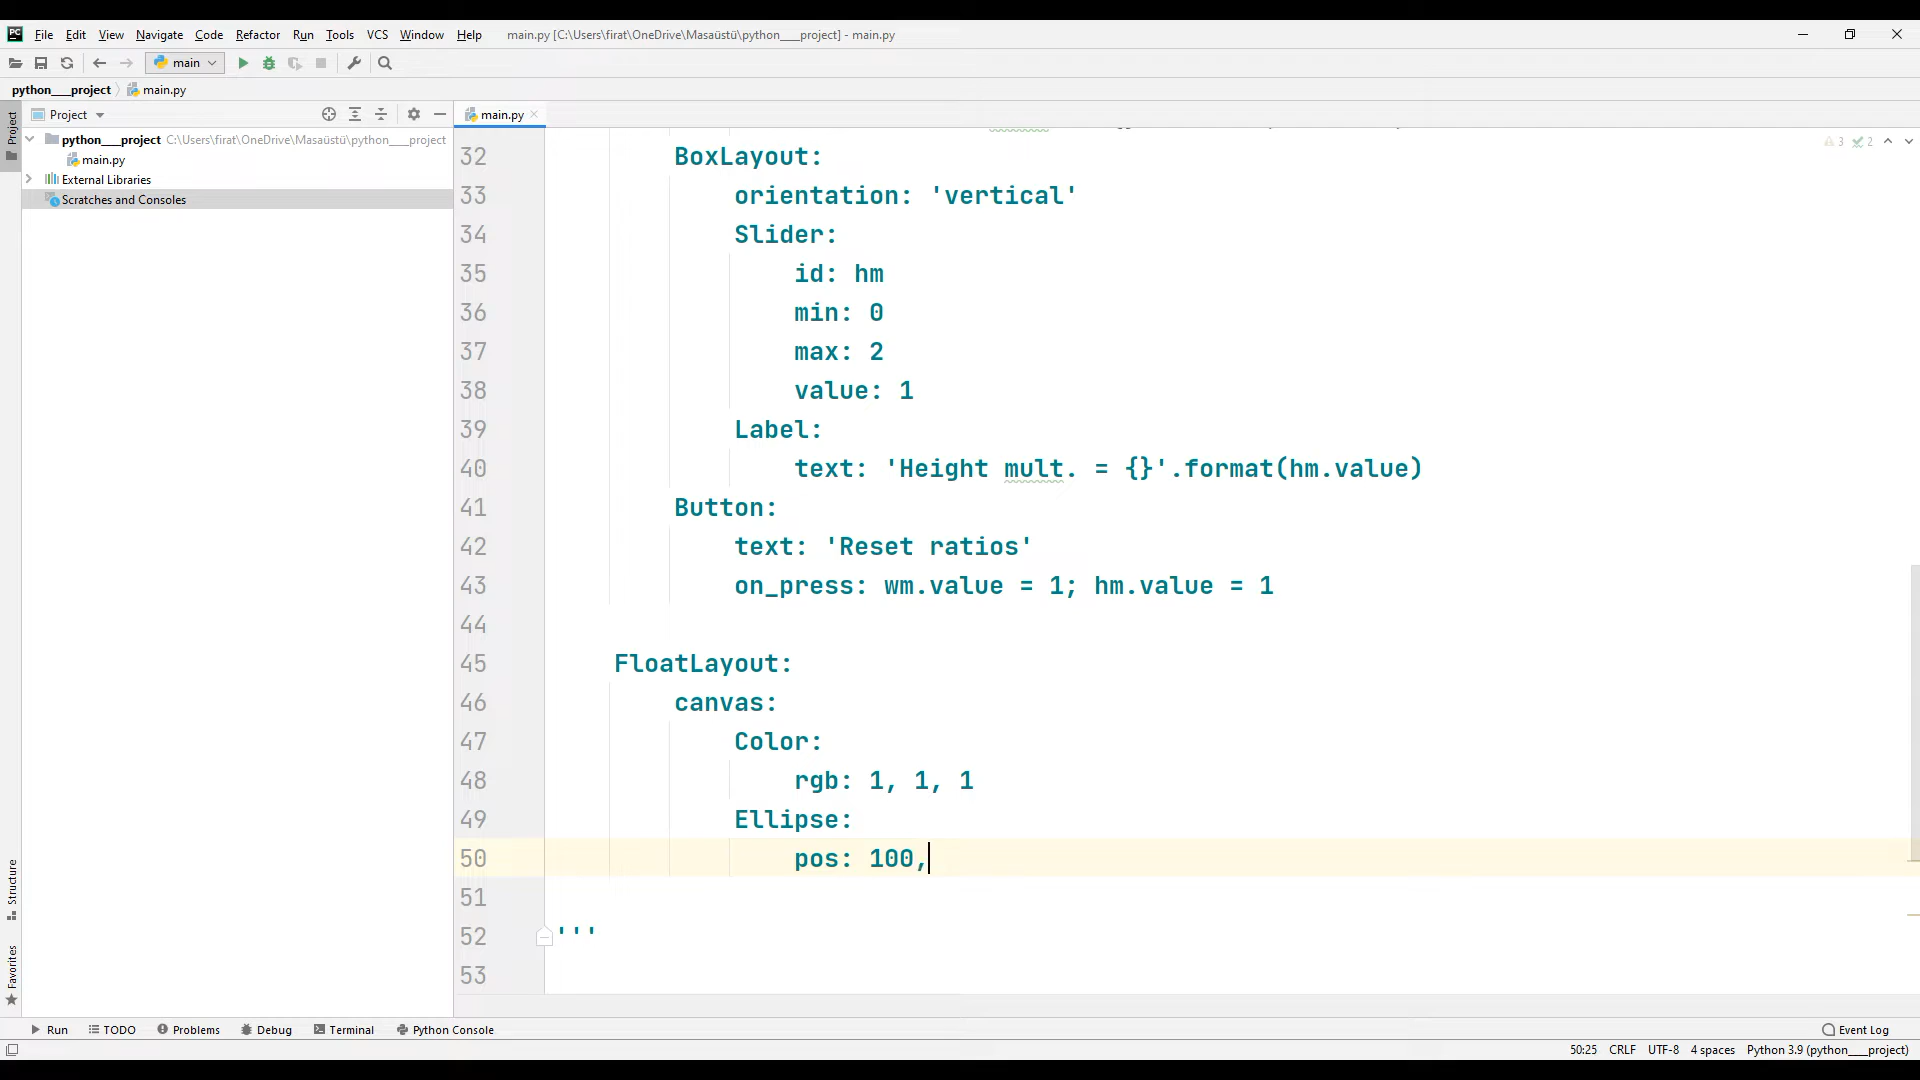 PC File Edit View Navigate Code Refactor Run Tools VCS Window Help main.py [C:\Users\firat\OneDrive\Masaüstü\python___project] - main.py
main
python___project main.py
Project
main.py
python___project C:\Users\firat\OneDrive\Masaüstü\python___project
main.py
External Libraries
Scratches and Consoles
Project
Structure
Favorites
3 2
32 BoxLayout:
33 orientation: 'vertical'
34 Slider:
35 id: hm
36 min: 0
37 max: 2
38 value: 1
39 Label:
40 text: 'Height mult. = {}'.format(hm.value)
41 Button:
42 text: 'Reset ratios'
43 on_press: wm.value = 1; hm.value = 1
44
45 FloatLayout:
46 canvas:
47 Color:
48 rgb: 1, 1, 1
49 Ellipse:
50 pos: 100,
51
52 '''
53
Run TODO Problems Debug Terminal Python Console Event Log
50:25 CRLF UTF-8 4 spaces Python 3.9 (python___project)